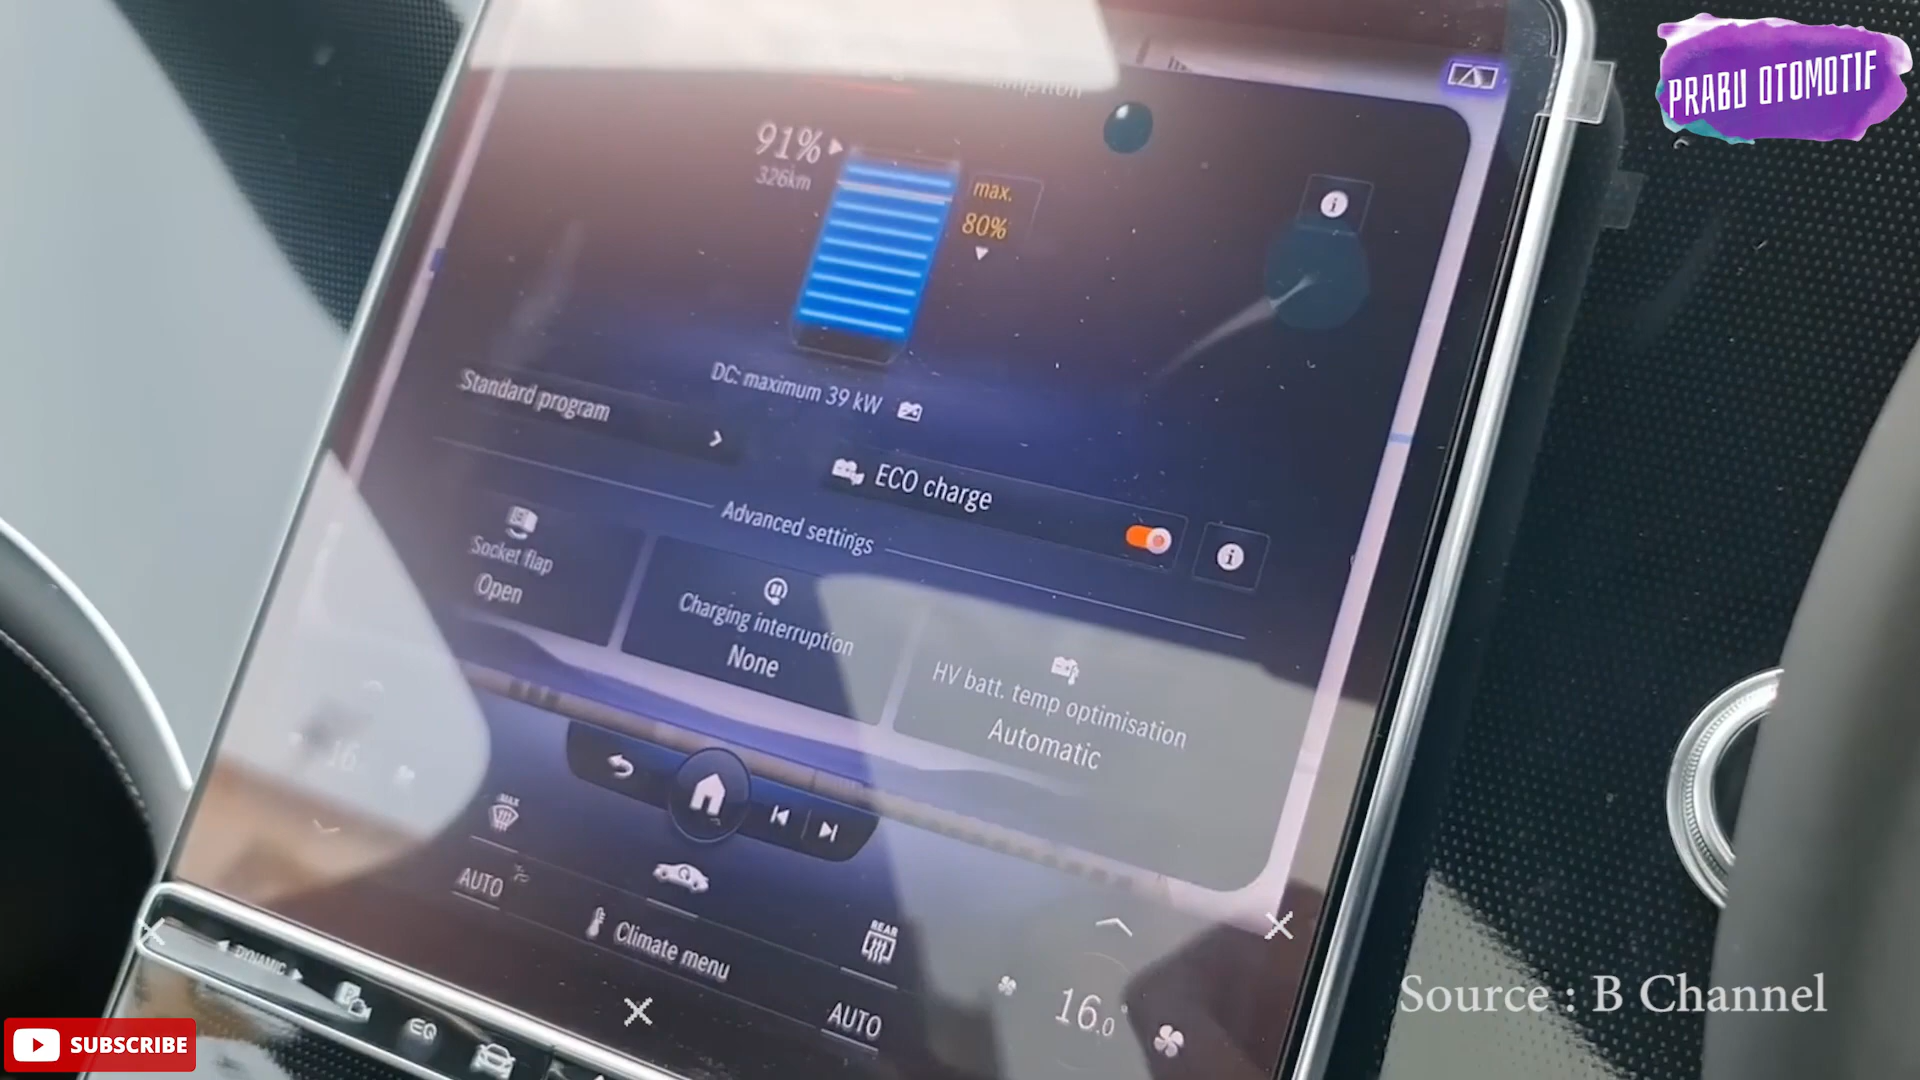 PRABU OTOMOTIF
91%
326km
max.
80%
DC: maximum 39 kW
Standard program
ECO charge
Advanced settings
Socket flap
Open
Charging interruption
None
HV batt. temp optimisation
Automatic
16
MAX
AUTO
Climate menu
REAR
AUTO
16.0°
DYNAMIC
EQ
Source : B Channel
SUBSCRIBE